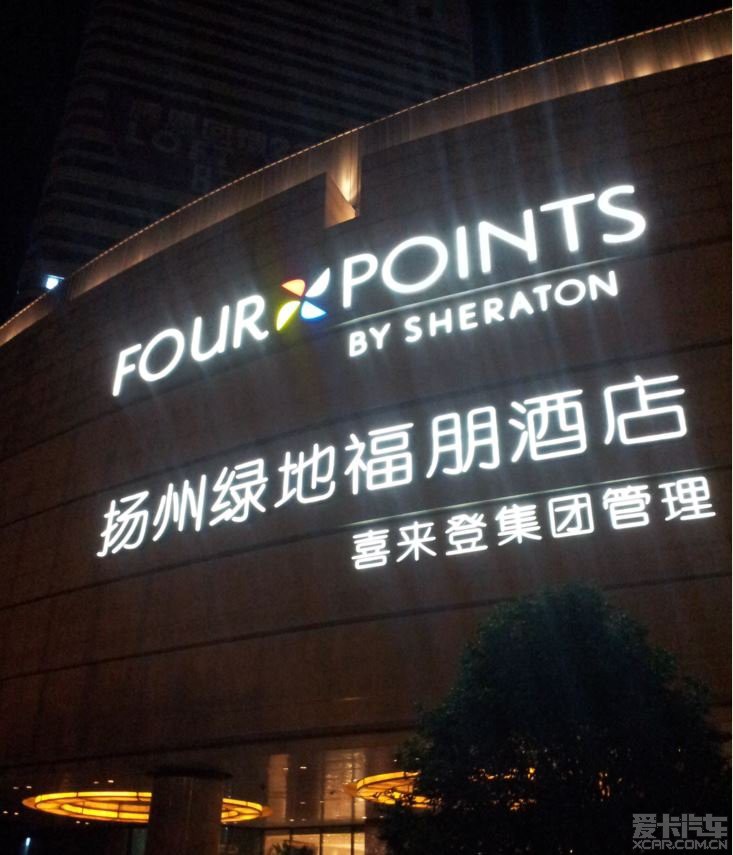 FOUR POINTS
BY SHERATON
扬州绿地福朋酒店
喜来登集团管理
爱卡汽车
XCAR.COM.CN